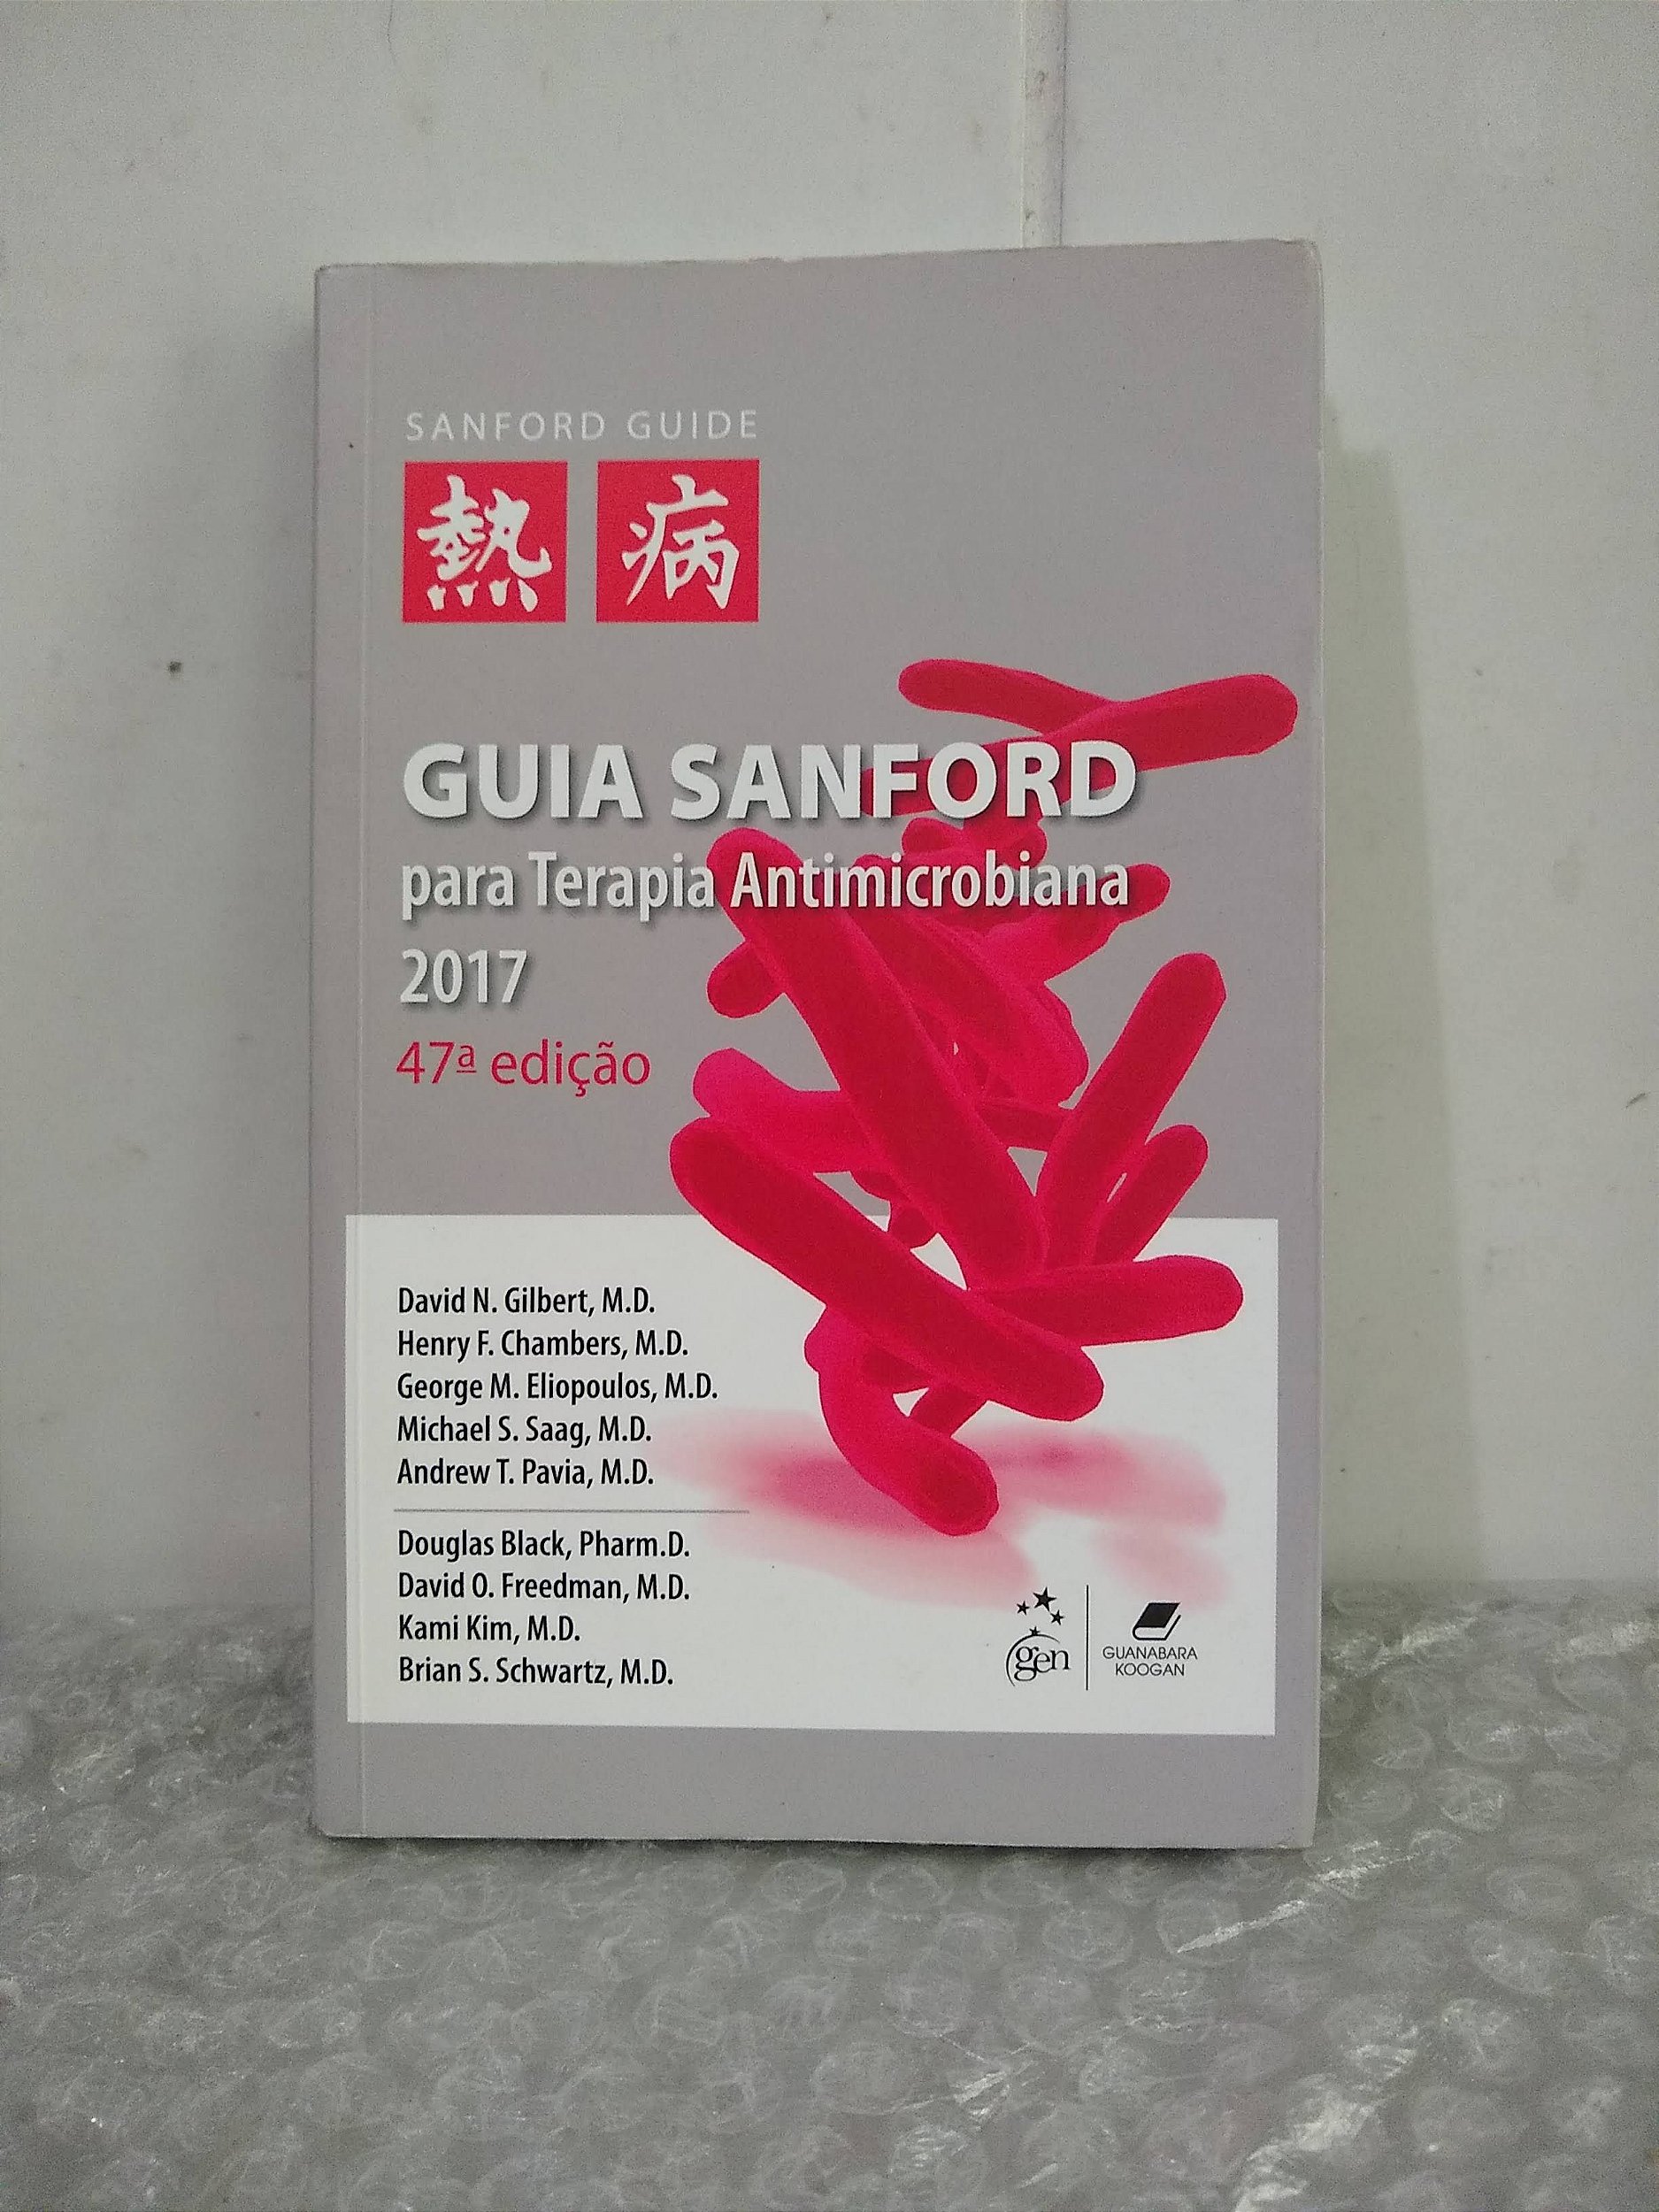 SANFORD GUIDE
熱病
GUIA SANFORD
para Terapia Antimicrobiana
2017
47ª edição
David N. Gilbert, M.D.
Henry F. Chambers, M.D.
George M. Eliopoulos, M.D.
Michael S. Saag, M.D.
Andrew T. Pavia, M.D.
Douglas Black, Pharm.D.
David O. Freedman, M.D.
Kami Kim, M.D.
Brian S. Schwartz, M.D.
gen
GUANABARA
KOOGAN